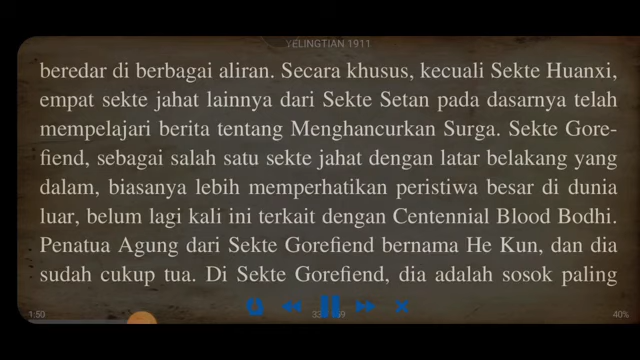 YELINGTIAN 1911
beredar di berbagai aliran. Secara khusus, kecuali Sekte Huanxi,
empat sekte jahat lainnya dari Sekte Setan pada dasarnya telah
mempelajari berita tentang Menghancurkan Surga. Sekte Gore-
fiend, sebagai salah satu sekte jahat dengan latar belakang yang
dalam, biasanya lebih memperhatikan peristiwa besar di dunia
luar, belum lagi kali ini terkait dengan Centennial Blood Bodhi.
Penatua Agung dari Sekte Gorefiend bernama He Kun, dan dia
sudah cukup tua. Di Sekte Gorefiend, dia adalah sosok paling
1:50
40%